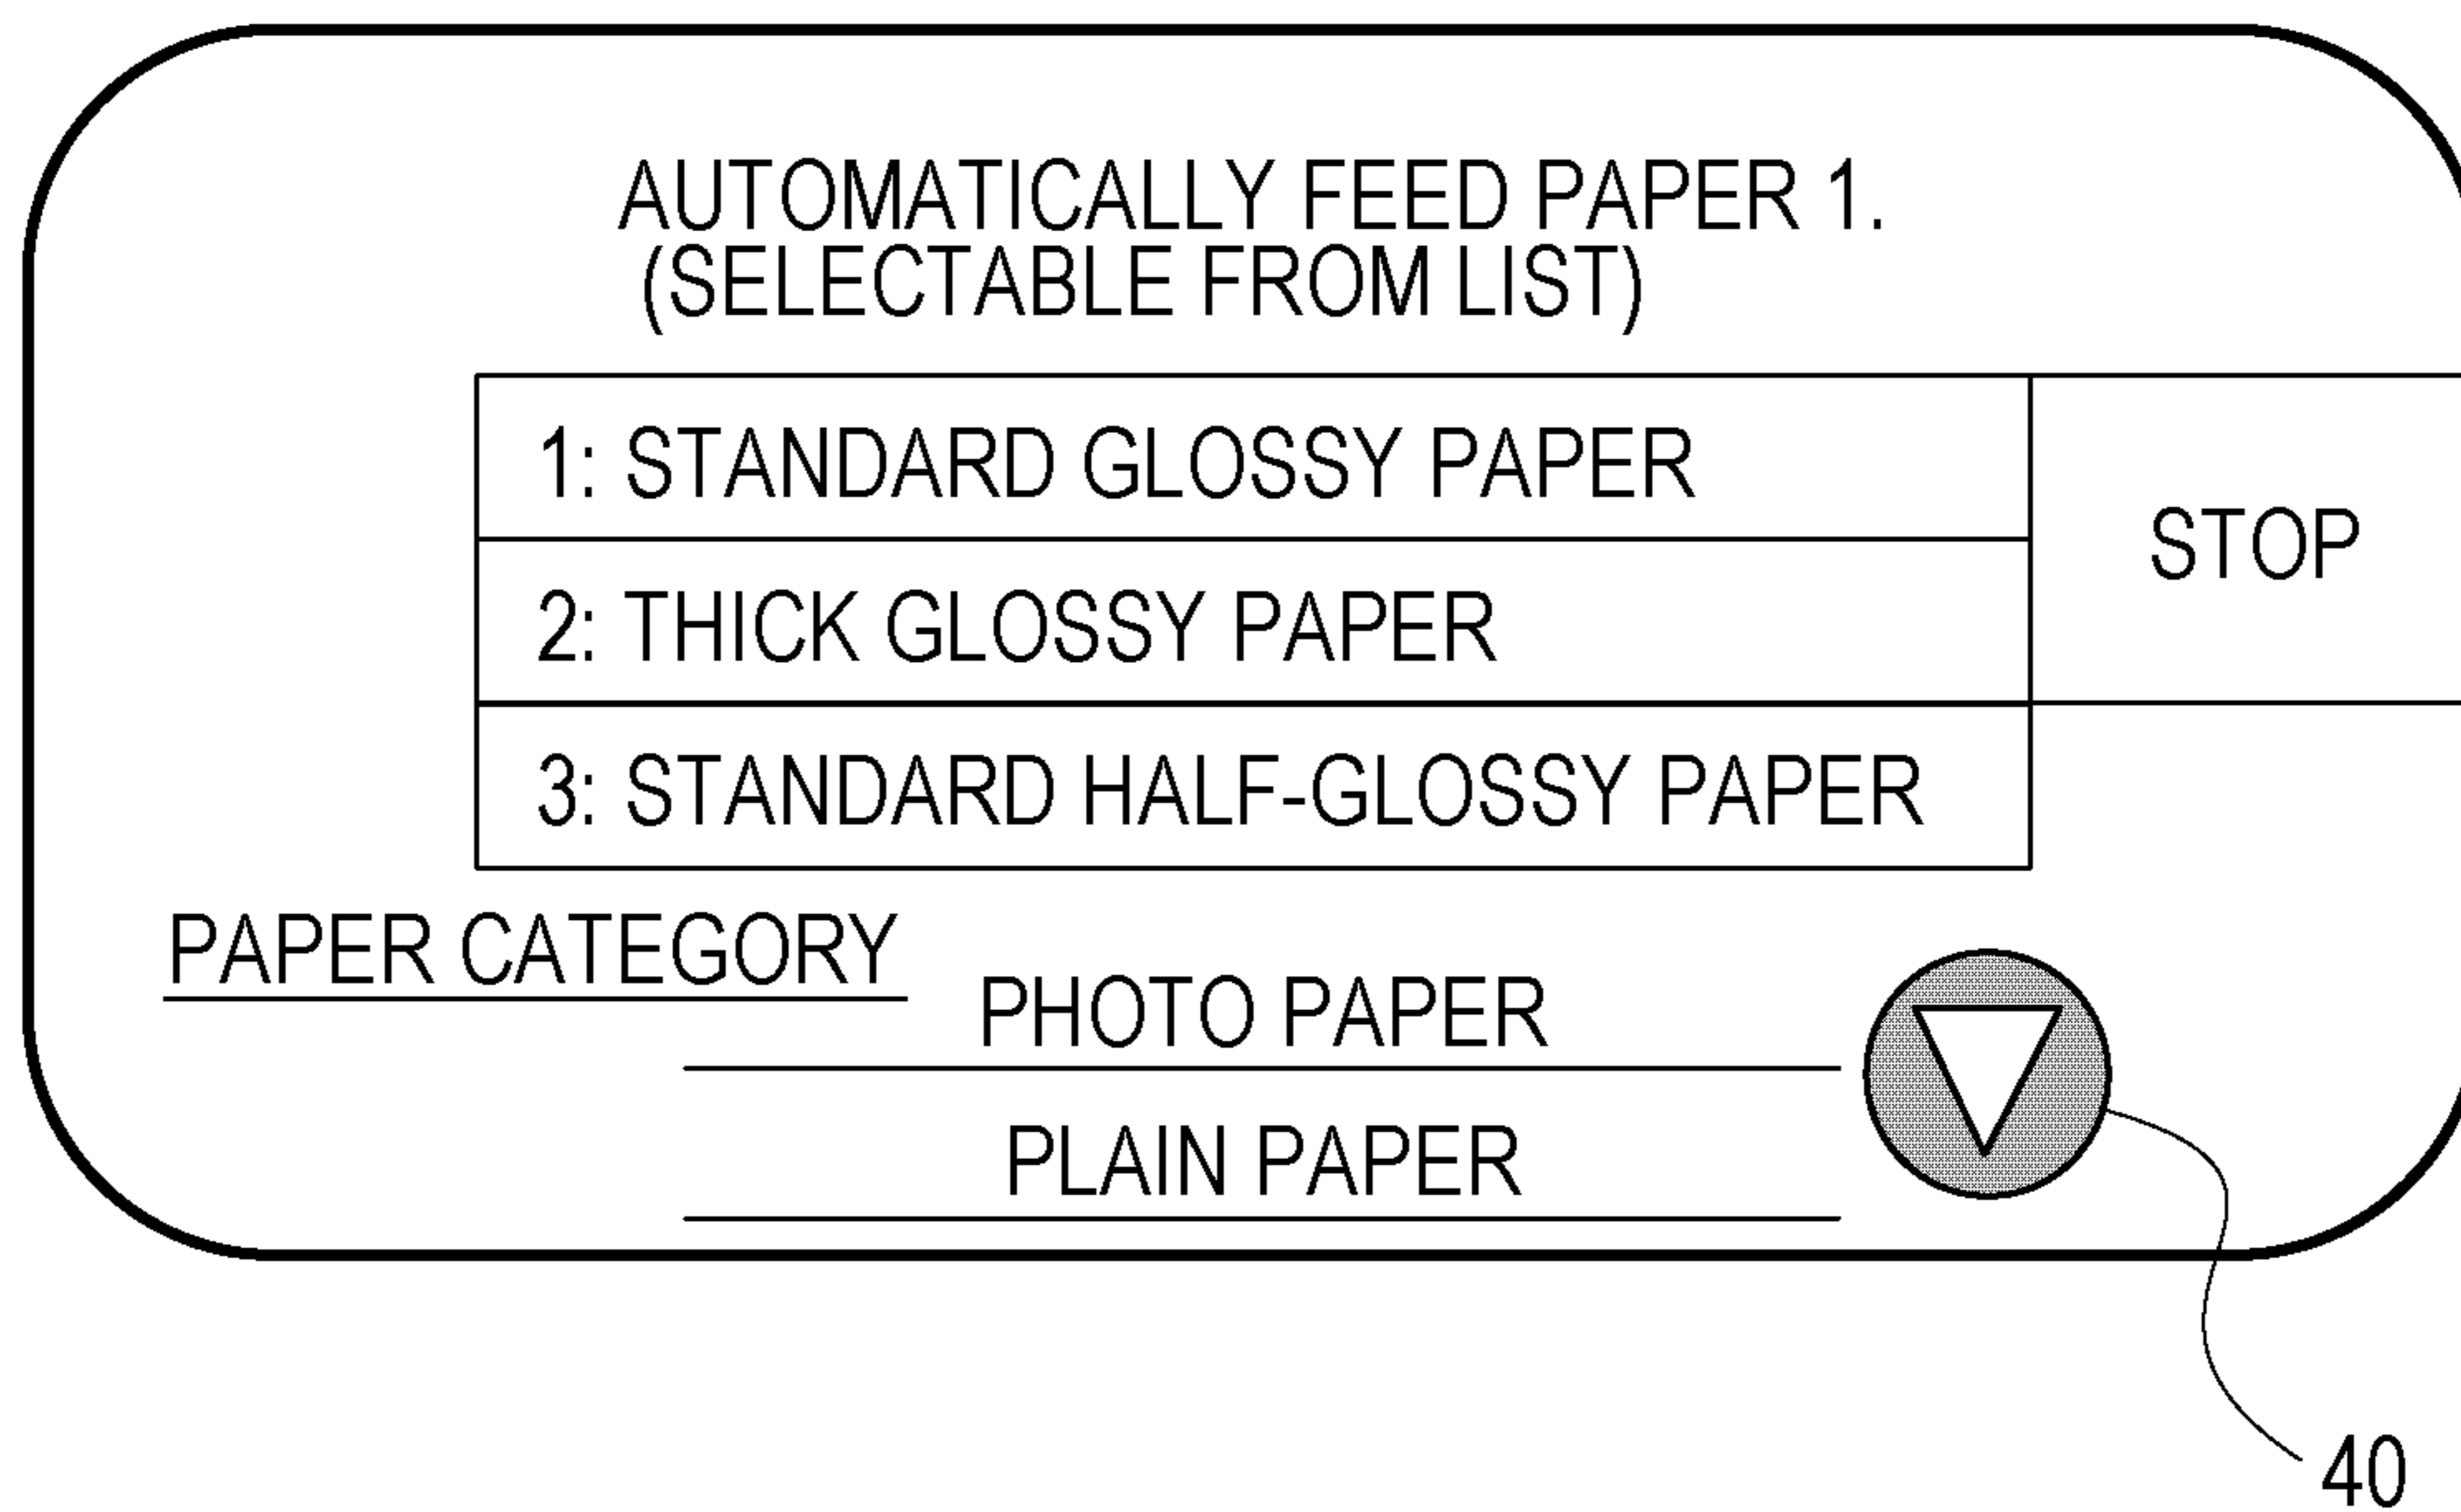 AUTOMATICALLY FEED PAPER 1.
(SELECTABLE FROM LIST)
1: STANDARD GLOSSY PAPER
STOP
2: THICK GLOSSY PAPER
3: STANDARD HALF-GLOSSY PAPER
PAPER CATEGORY
PHOTO PAPER
PLAIN PAPER
40